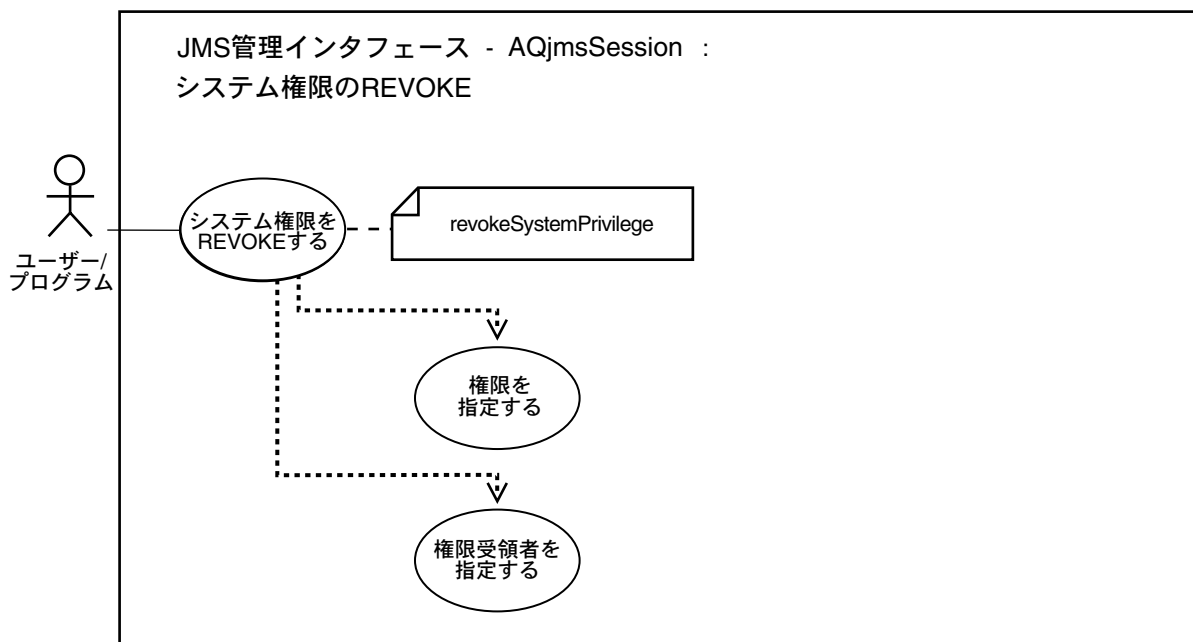 JMS管理インタフェース - AQjmsSession :
システム権限のREVOKE
システム権限を
REVOKEする
revokeSystemPrivilege
ユーザー/
プログラム
権限を
指定する
権限受領者を
指定する